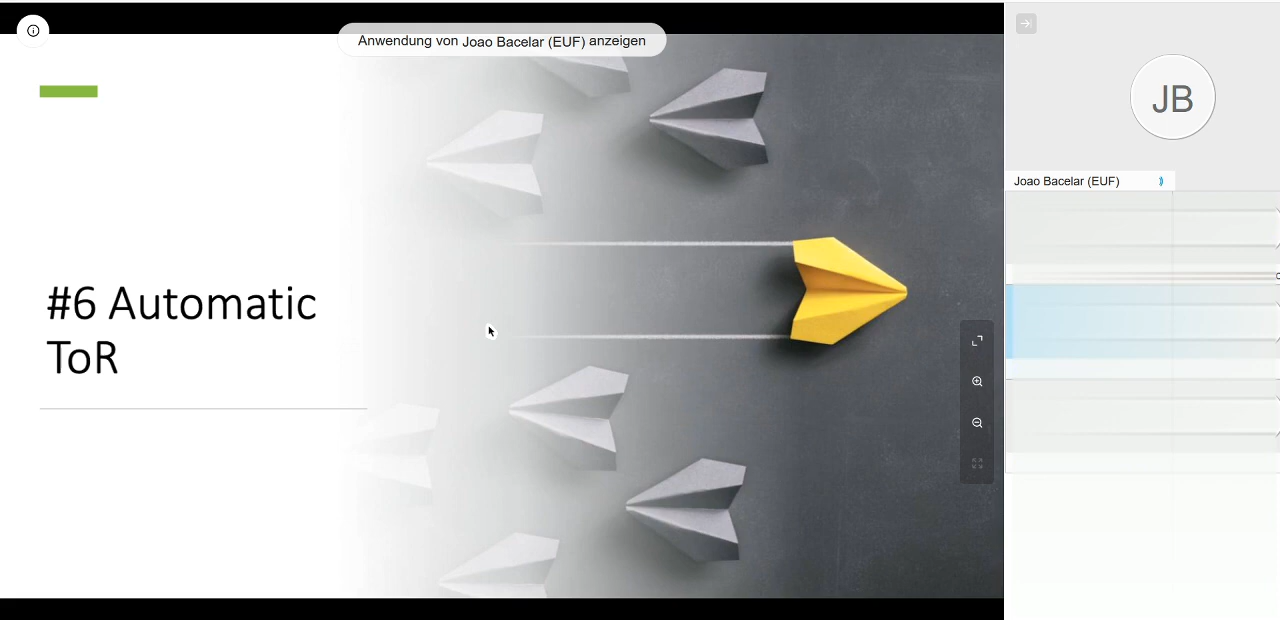 Anwendung von Joao Bacelar (EUF) anzeigen
JB
Joao Bacelar (EUF)
#6 Automatic
ToR